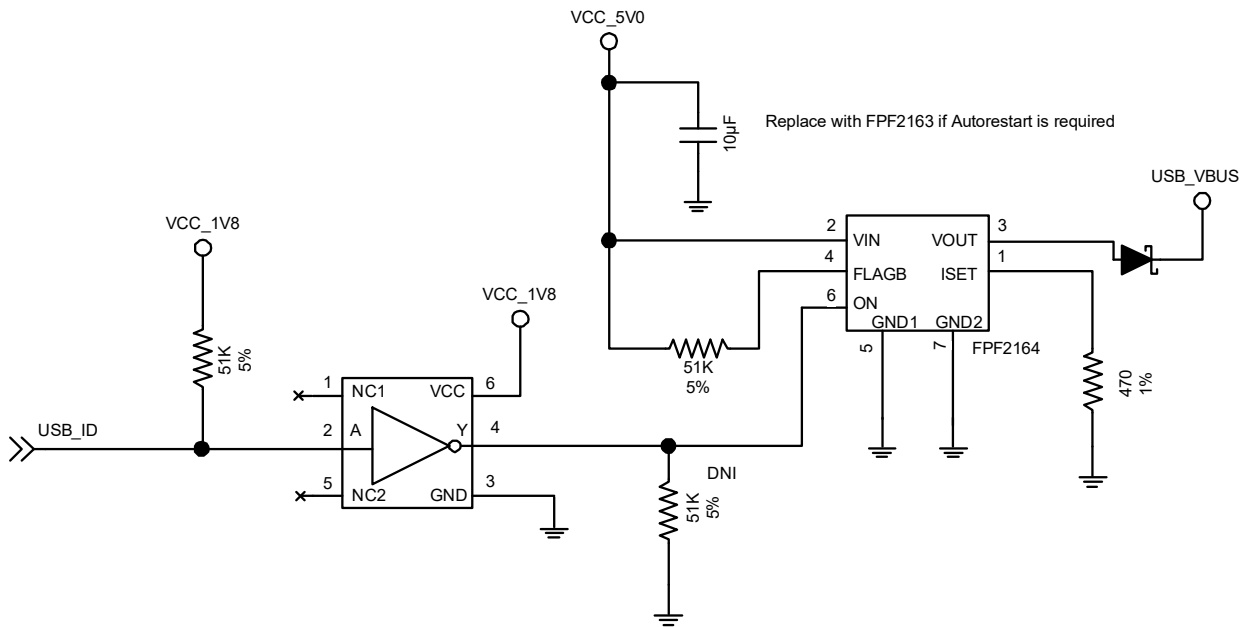 VCC_5V0
10µF
Replace with FPF2163 if Autorestart is required
USB_VBUS
VCC_1V8
2 VIN VOUT 3
4 FLAGB ISET 1
6 ON
GND1 GND2
5 7 FPF2164
VCC_1V8
51K
5%
51K
5%
470
1%
1 NC1 VCC 6
USB_ID
2 A Y 4
5 NC2 GND 3
DNI
51K
5%